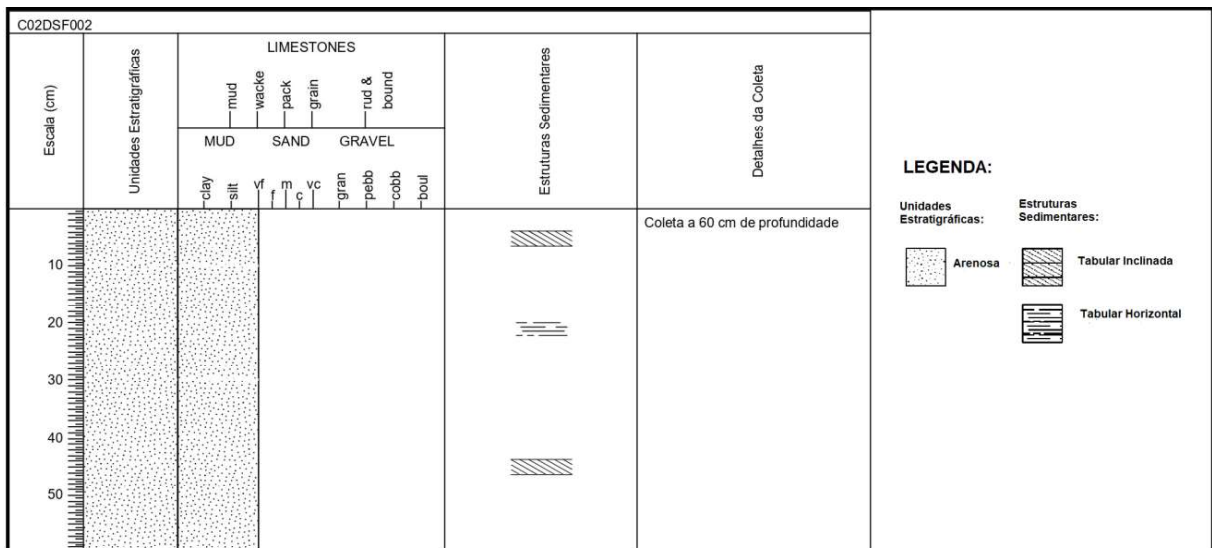 C02DSF002
Escala (cm)
Unidades Estratigráficas
LIMESTONES
mud
wacke
pack
grain
rud &
bound
MUD
SAND
GRAVEL
clay
silt
vf
f
m
c
vc
gran
pebb
cobb
boul
Estruturas Sedimentares
Detalhes da Coleta
Coleta a 60 cm de profundidade
10
20
30
40
50
LEGENDA:
Unidades
Estratigráficas:
Arenosa
Estruturas
Sedimentares:
Tabular Inclinada
Tabular Horizontal